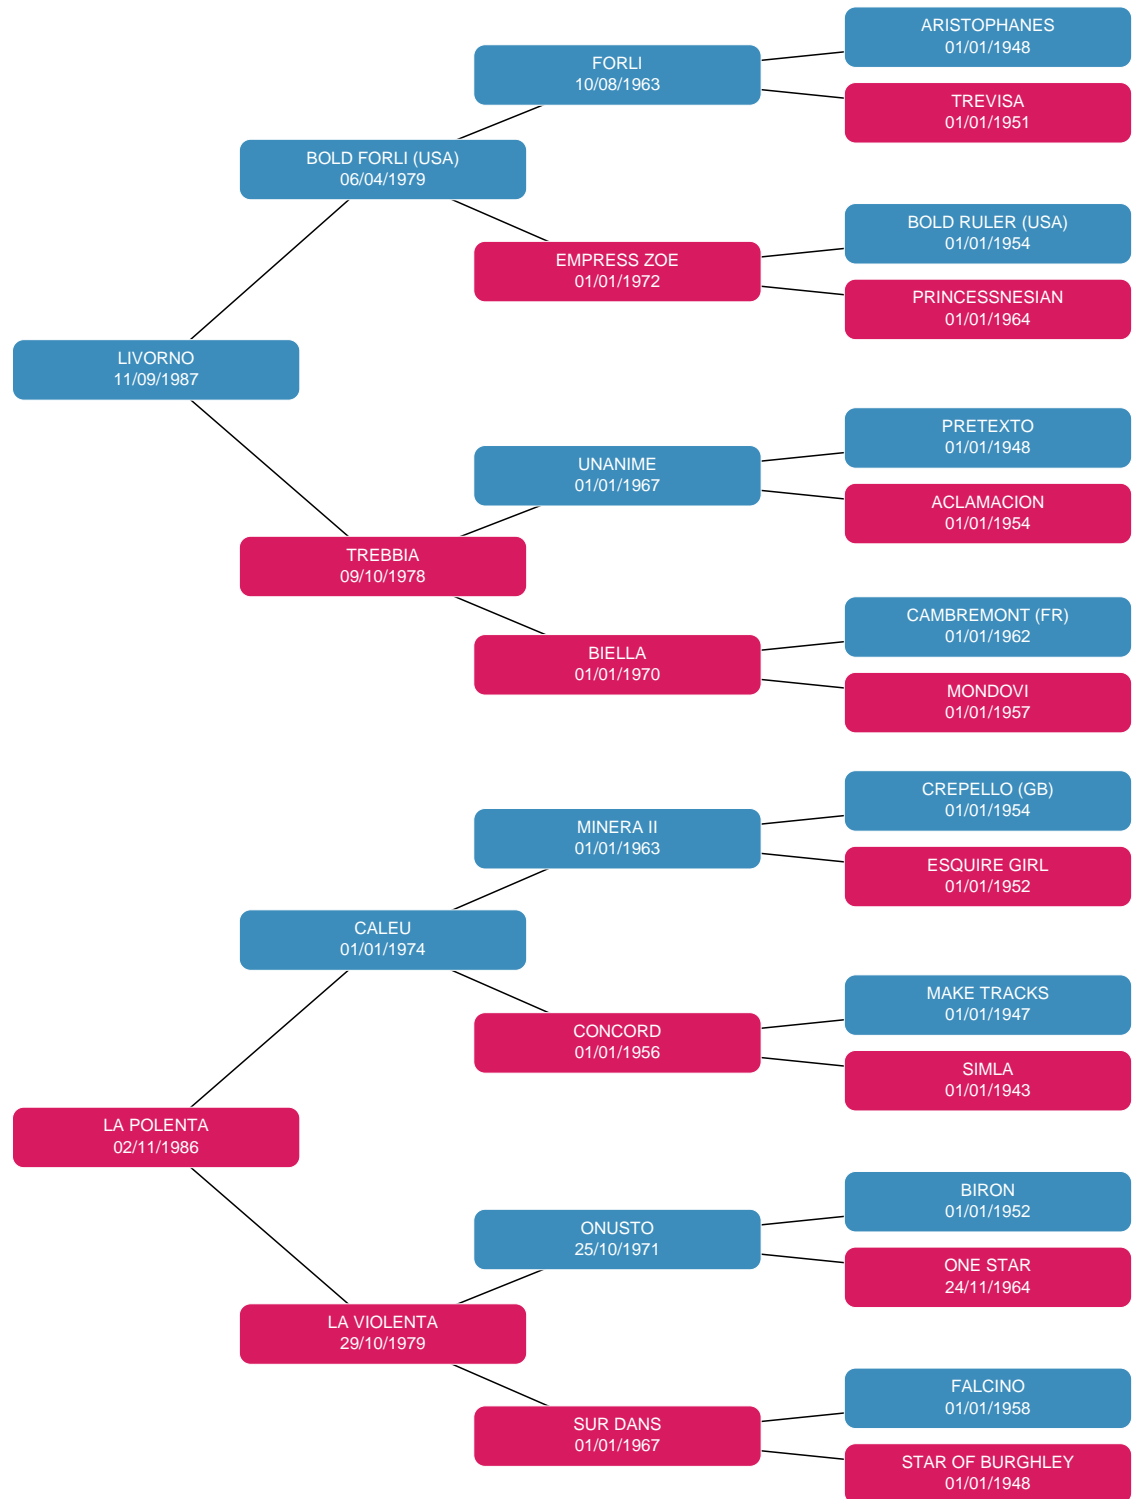 ARISTOPHANES
01/01/1948
FORLI
10/08/1963
TREVISA
01/01/1951
BOLD FORLI (USA)
06/04/1979
BOLD RULER (USA)
01/01/1954
EMPRESS ZOE
01/01/1972
PRINCESSNESIAN
01/01/1964
LIVORNO
11/09/1987
PRETEXTO
01/01/1948
UNANIME
01/01/1967
ACLAMACION
01/01/1954
TREBBIA
09/10/1978
CAMBREMONT (FR)
01/01/1962
BIELLA
01/01/1970
MONDOVI
01/01/1957
CREPELLO (GB)
01/01/1954
MINERA II
01/01/1963
ESQUIRE GIRL
01/01/1952
CALEU
01/01/1974
MAKE TRACKS
01/01/1947
CONCORD
01/01/1956
SIMLA
01/01/1943
LA POLENTA
02/11/1986
BIRON
01/01/1952
ONUSTO
25/10/1971
ONE STAR
24/11/1964
LA VIOLENTA
29/10/1979
FALCINO
01/01/1958
SUR DANS
01/01/1967
STAR OF BURGHLEY
01/01/1948